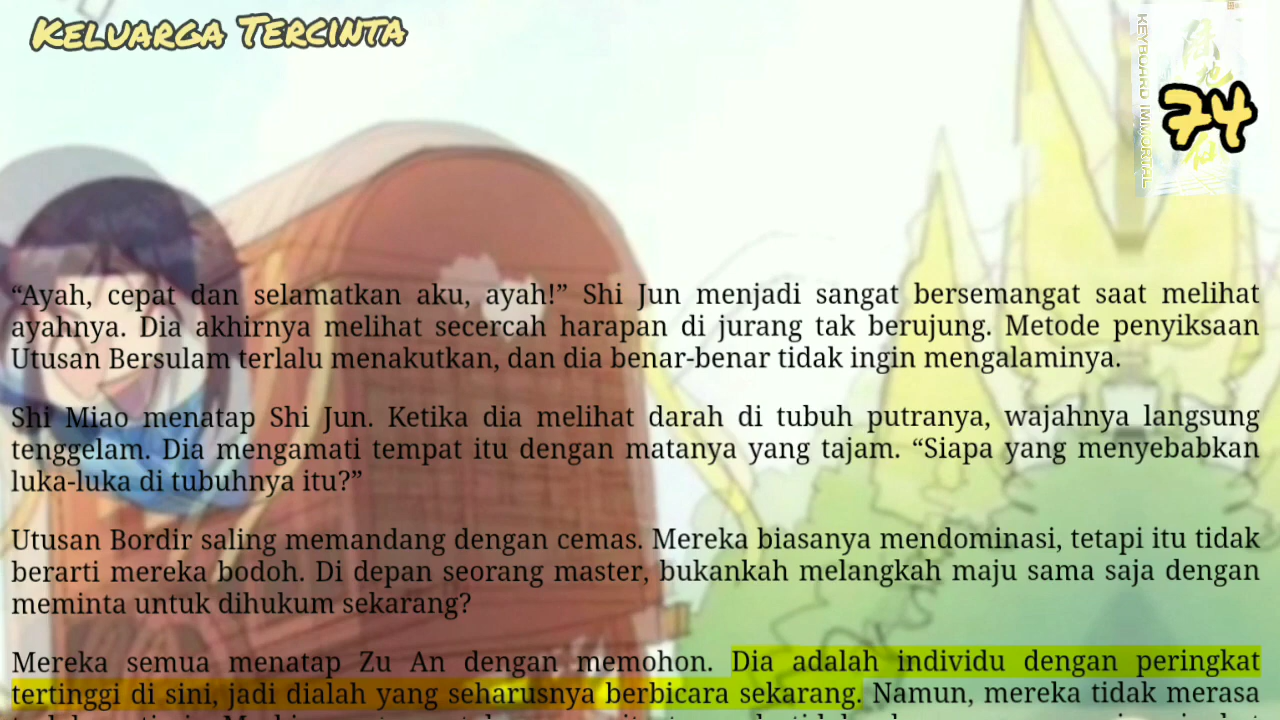 Keluarga Tercinta
KEYBOARD IMMORTAL
74
“Ayah, cepat dan selamatkan aku, ayah!” Shi Jun menjadi sangat bersemangat saat melihat
ayahnya. Dia akhirnya melihat secercah harapan di jurang tak berujung. Metode penyiksaan
Utusan Bersulam terlalu menakutkan, dan dia benar-benar tidak ingin mengalaminya.
Shi Miao menatap Shi Jun. Ketika dia melihat darah di tubuh putranya, wajahnya langsung
tenggelam. Dia mengamati tempat itu dengan matanya yang tajam. “Siapa yang menyebabkan
luka-luka di tubuhnya itu?”
Utusan Bordir saling memandang dengan cemas. Mereka biasanya mendominasi, tetapi itu tidak
berarti mereka bodoh. Di depan seorang master, bukankah melangkah maju sama saja dengan
meminta untuk dihukum sekarang?
Mereka semua menatap Zu An dengan memohon. Dia adalah individu dengan peringkat
tertinggi di sini, jadi dialah yang seharusnya berbicara sekarang. Namun, mereka tidak merasa